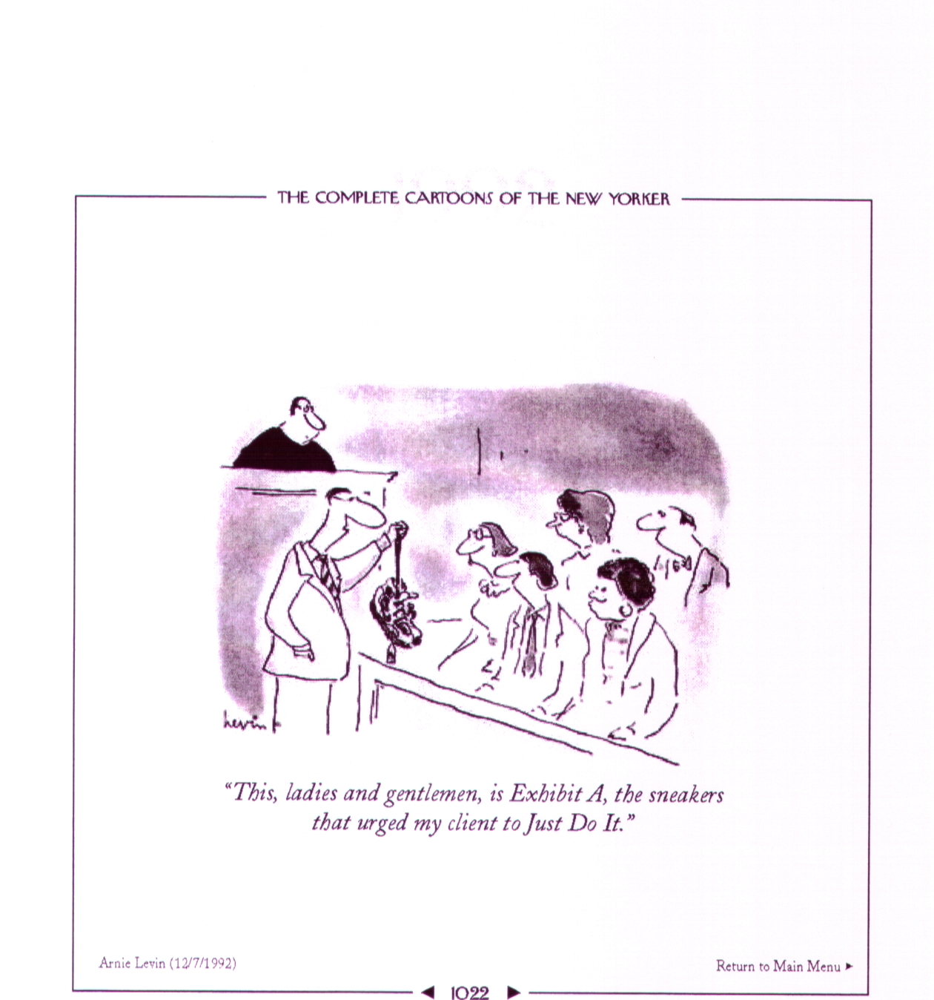 THE COMPLETE CARTOONS OF THE NEW YORKER
Levin
“This, ladies and gentlemen, is Exhibit A, the sneakers
that urged my client to Just Do It.”
Arnie Levin (12/7/1992)
Return to Main Menu ►
◄ 1022 ►